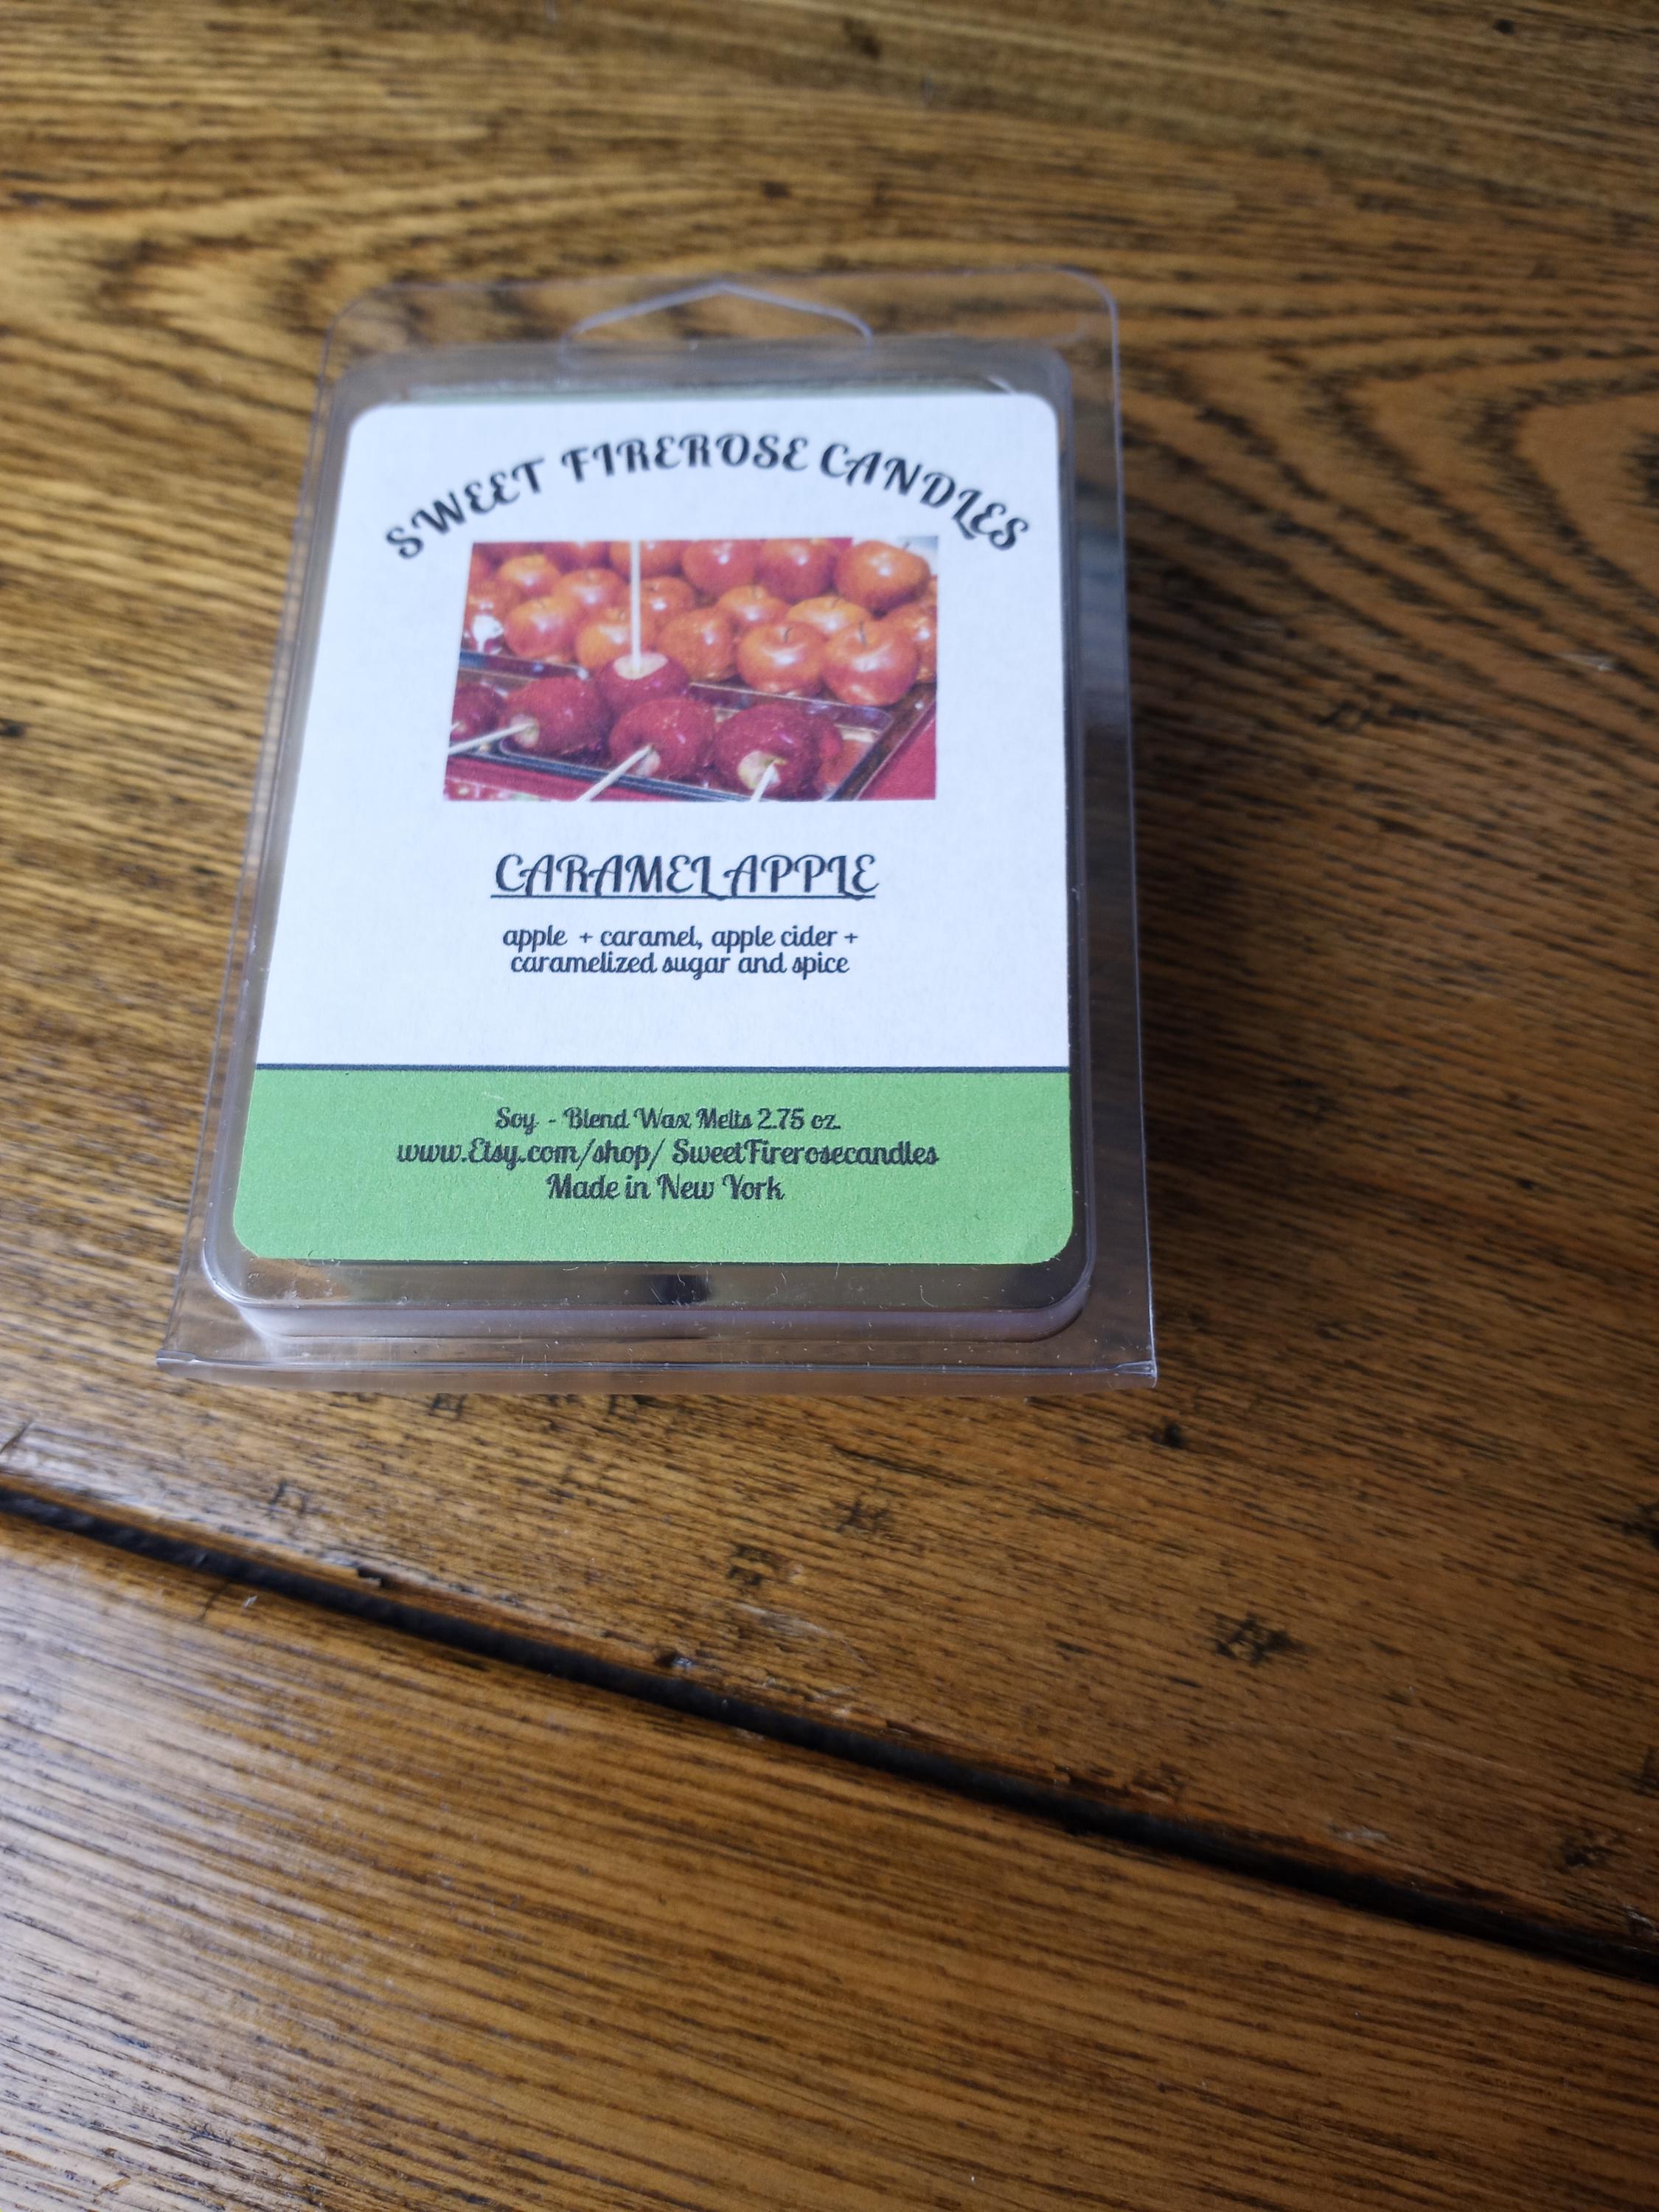 SWEET FIREROSE CANDLES
CARAMEL APPLE
apple + caramel, apple cider +
caramelized sugar and spice
Soy - Blend Wax Melts 2.75 oz.
www.Etsy.com/shop/ SweetFirerosecandles
Made in New York